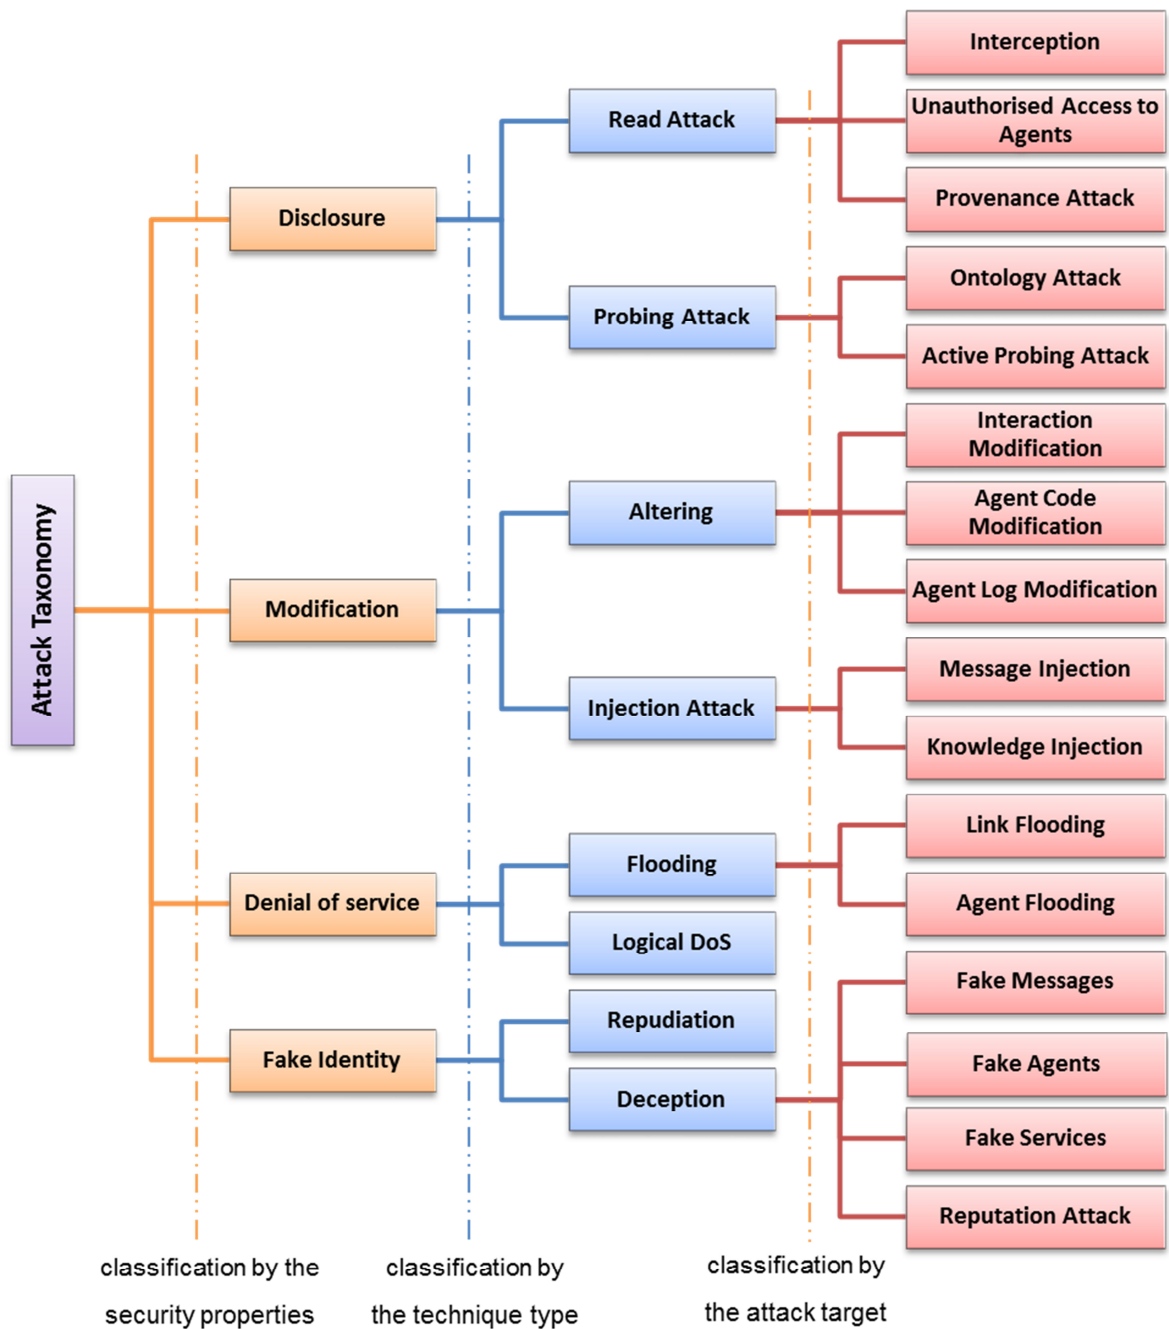 Attack Taxonomy
Disclosure
Modification
Denial of service
Fake Identity
Read Attack
Probing Attack
Altering
Injection Attack
Flooding
Logical DoS
Repudiation
Deception
Interception
Unauthorised Access to
Agents
Provenance Attack
Ontology Attack
Active Probing Attack
Interaction
Modification
Agent Code
Modification
Agent Log Modification
Message Injection
Knowledge Injection
Link Flooding
Agent Flooding
Fake Messages
Fake Agents
Fake Services
Reputation Attack
classification by the
security properties
classification by
the technique type
classification by
the attack target